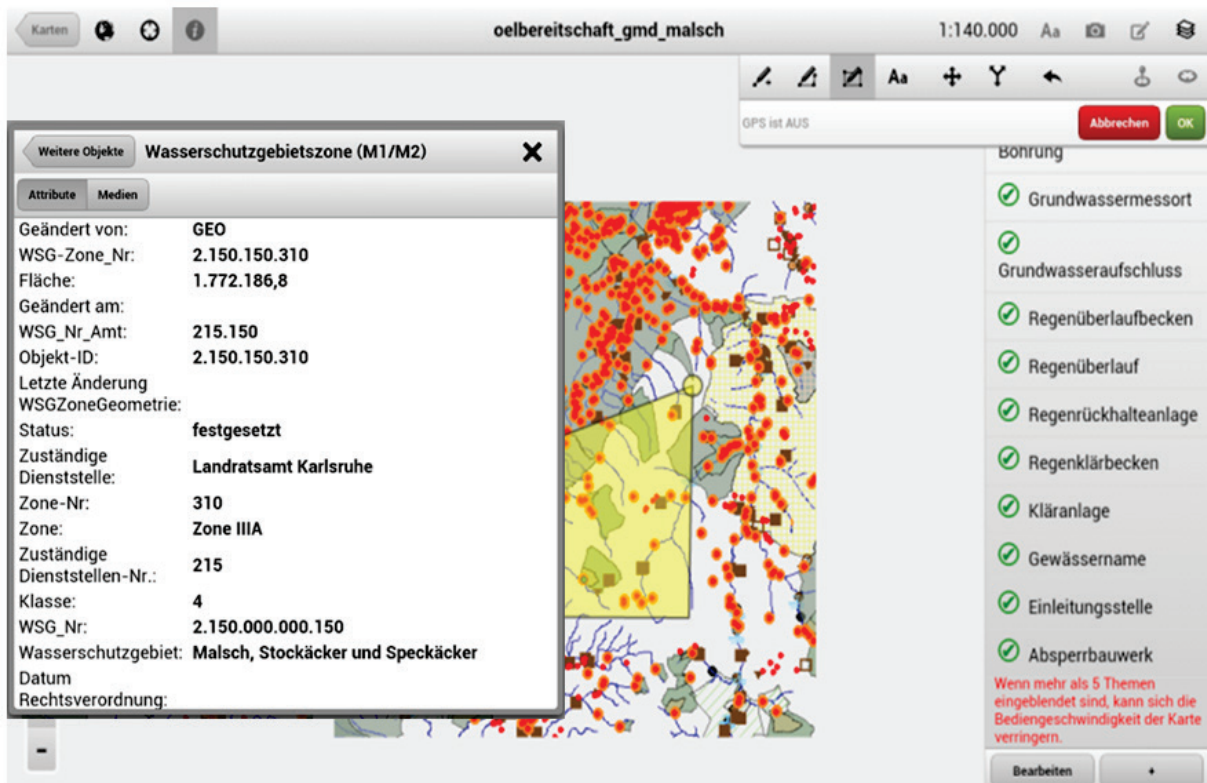 Karten
oelbereitschaft_gmd_malsch
1:140.000
Aa
Aa
GPS ist AUS
Abbrechen
OK
Weitere Objekte
Wasserschutzgebietszone (M1/M2)
Attribute
Medien
Geändert von: GEO
WSG-Zone_Nr: 2.150.150.310
Fläche: 1.772.186,8
Geändert am:
WSG_Nr_Amt: 215.150
Objekt-ID: 2.150.150.310
Letzte Änderung
WSGZoneGeometrie:
Status: festgesetzt
Zuständige
Dienststelle: Landratsamt Karlsruhe
Zone-Nr: 310
Zone: Zone IIIA
Zuständige
Dienststellen-Nr.: 215
Klasse: 4
WSG_Nr: 2.150.000.000.150
Wasserschutzgebiet: Malsch, Stockäcker und Speckäcker
Datum
Rechtsverordnung:
Bohrung
Grundwassermessort
Grundwasseraufschluss
Regenüberlaufbecken
Regenüberlauf
Regenrückhalteanlage
Regenklärbecken
Kläranlage
Gewässername
Einleitungsstelle
Absperrbauwerk
Wenn mehr als 5 Themen
eingeblendet sind, kann sich die
Bediengeschwindigkeit der Karte
verringern.
Bearbeiten
+
-